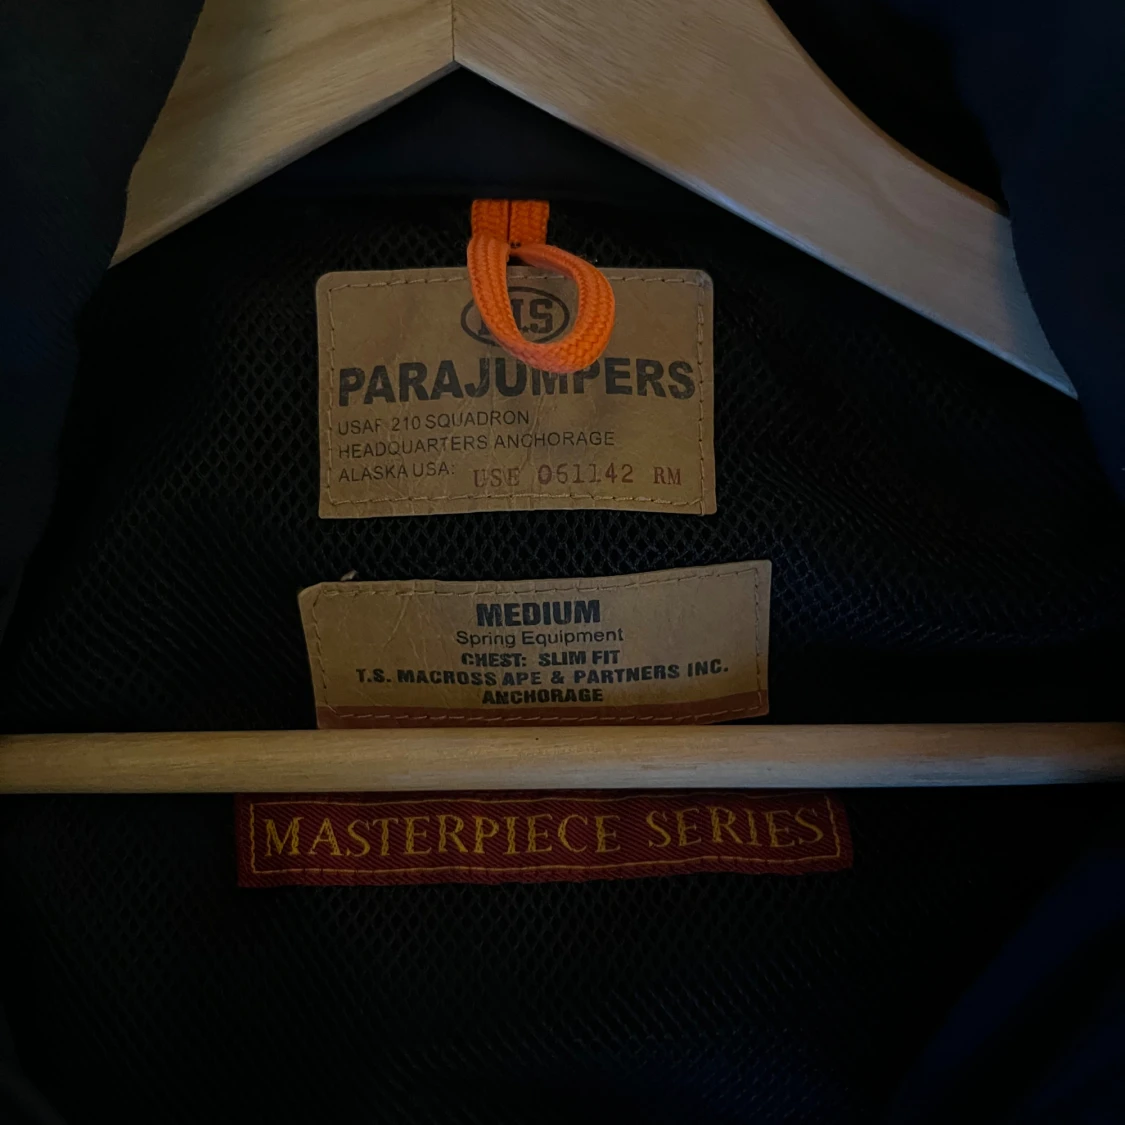 PARAJUMPERS
USAF 210 SQUADRON
HEADQUARTERS ANCHORAGE
ALASKA USA: USE 061142 RM
MEDIUM
Spring Equipment
CHEST: SLIM FIT
T.S. MACROSS APE & PARTNERS INC.
ANCHORAGE
MASTERPIECE SERIES